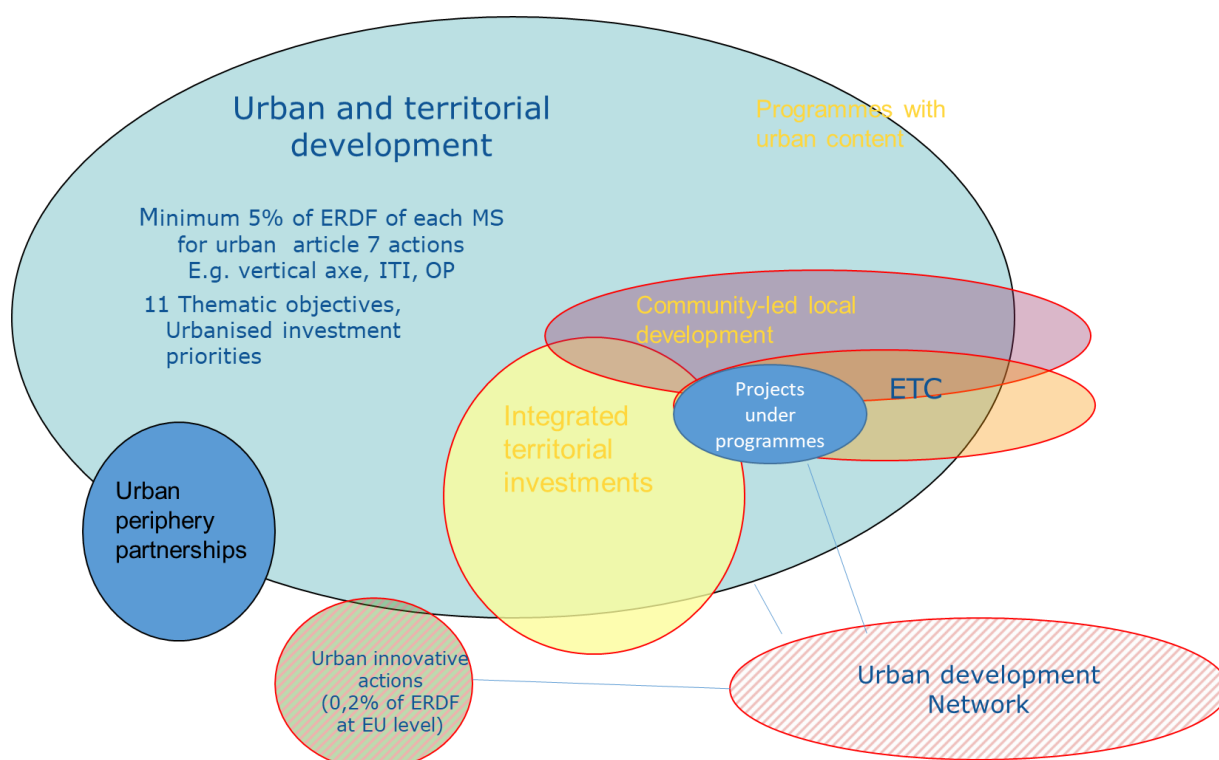 Urban and territorial
development
Programmes with
urban content
Minimum 5% of ERDF of each MS
for urban article 7 actions
E.g. vertical axe, ITI, OP
11 Thematic objectives,
Urbanised investment
priorities
Community-led local
development
ETC
Projects
under
programmes
Integrated
territorial
investments
Urban
periphery
partnerships
Urban innovative
actions
(0,2% of ERDF
at EU level)
Urban development
Network